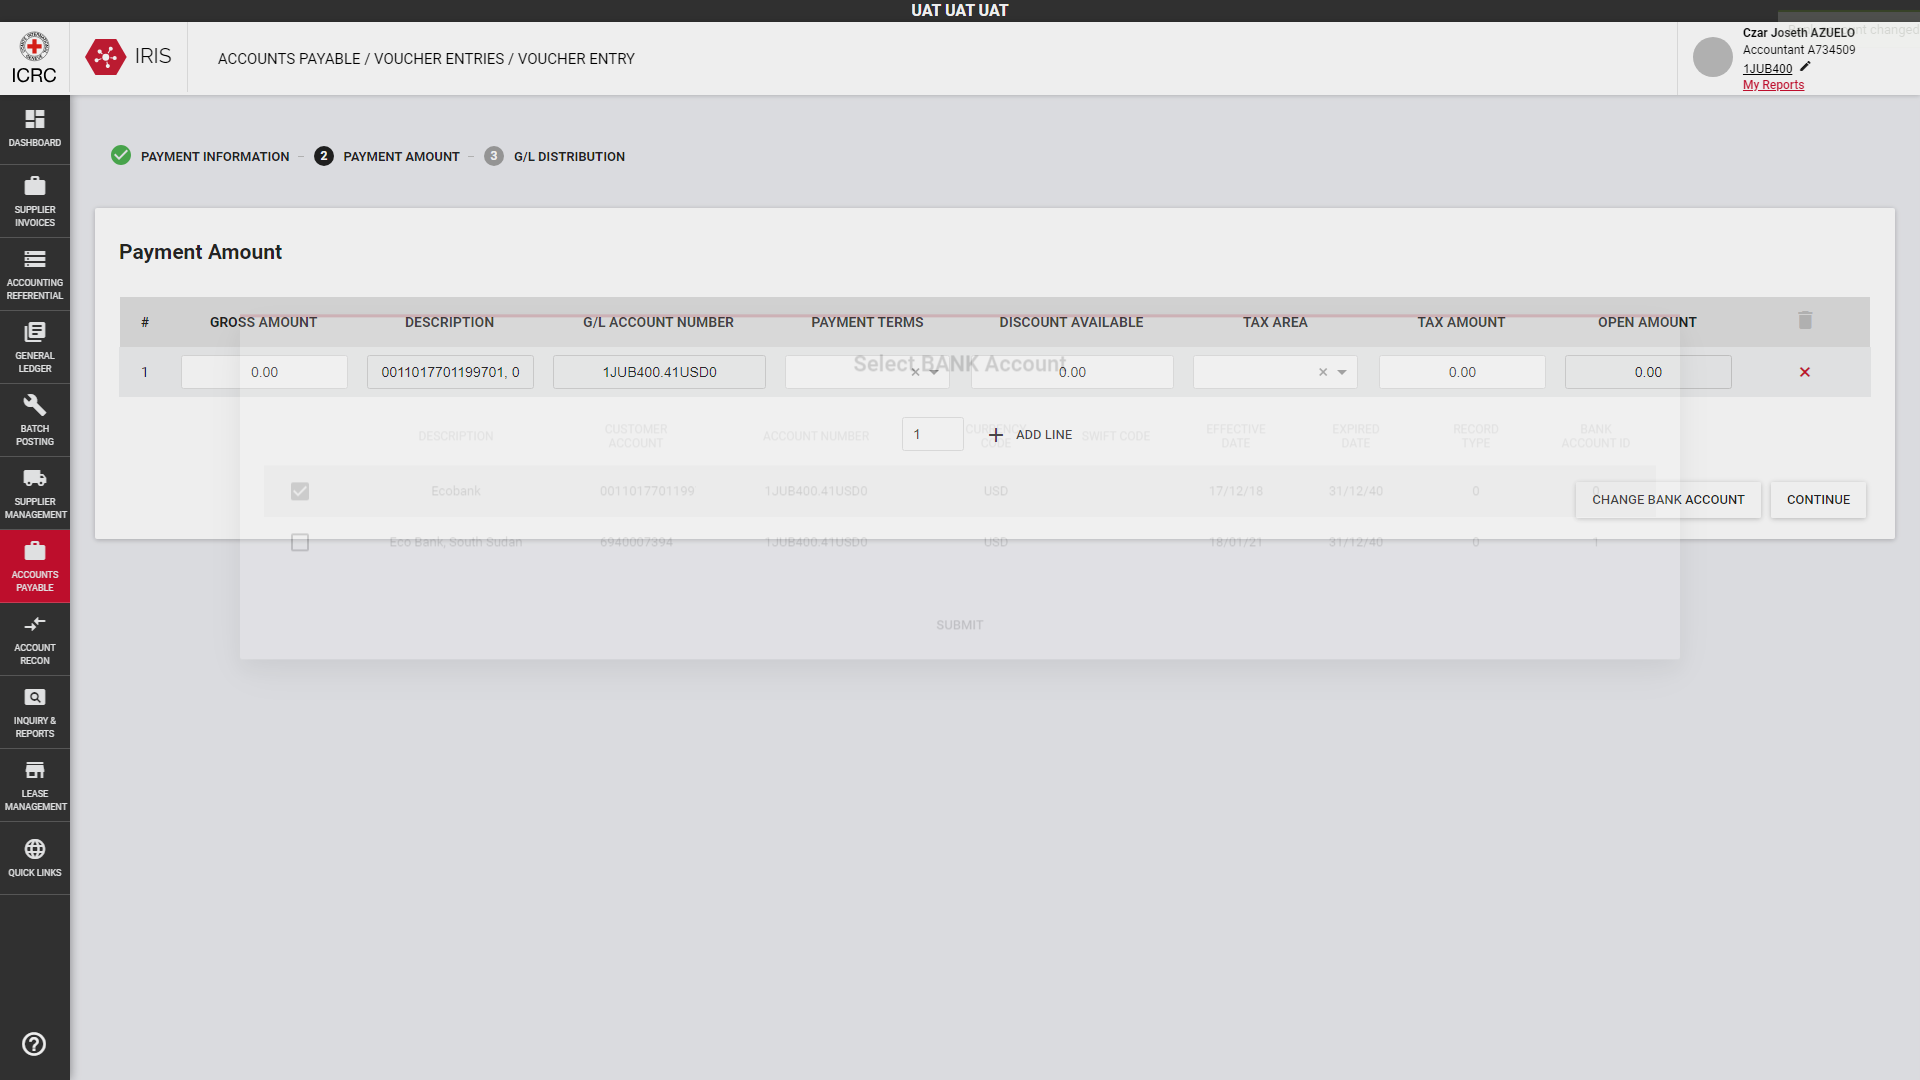 UAT UAT UAT
ICRC
IRIS
ACCOUNTS PAYABLE / VOUCHER ENTRIES / VOUCHER ENTRY
Czar Joseth AZUELO
Accountant A734509
1JUB400
My Reports
DASHBOARD
SUPPLIER
INVOICES
ACCOUNTING
REFERENTIAL
GENERAL
LEDGER
BATCH
POSTING
SUPPLIER
MANAGEMENT
ACCOUNTS
PAYABLE
ACCOUNT
RECON
INQUIRY &
REPORTS
LEASE
MANAGEMENT
QUICK LINKS
PAYMENT INFORMATION
2 PAYMENT AMOUNT
3 G/L DISTRIBUTION
Payment Amount
# GROSS AMOUNT DESCRIPTION G/L ACCOUNT NUMBER PAYMENT TERMS DISCOUNT AVAILABLE TAX AREA TAX AMOUNT OPEN AMOUNT
1 0.00 0011017701199701, 0 1JUB400.41USD0 0.00 0.00 0.00
1 ADD LINE
CHANGE BANK ACCOUNT CONTINUE
Select BANK Account
DESCRIPTION CUSTOMER ACCOUNT ACCOUNT NUMBER CURRENCY CODE SWIFT CODE EFFECTIVE DATE EXPIRED DATE RECORD TYPE BANK ACCOUNT ID
Ecobank 0011017701199 1JUB400.41USD0 USD 17/12/18 31/12/40 0 0
Eco Bank, South Sudan 6940007394 1JUB400.41USD0 USD 18/01/21 31/12/40 0 1
SUBMIT